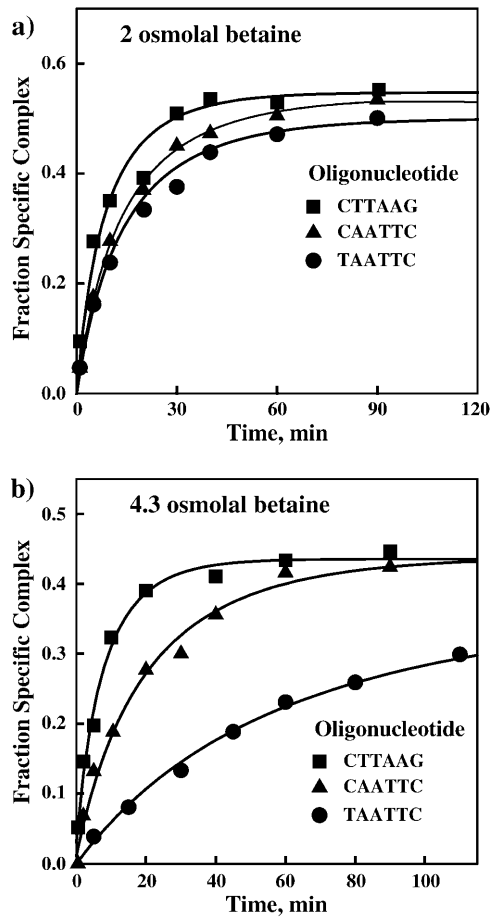 a)
2 osmolal betaine
Fraction Specific Complex
0.6
0.4
0.2
0.0
Oligonucleotide
CTTAAG
CAATTC
TAATTC
0 30 60 90 120
Time, min
b)
4.3 osmolal betaine
Fraction Specific Complex
0.5
0.4
0.3
0.2
0.1
0.0
Oligonucleotide
CTTAAG
CAATTC
TAATTC
0 20 40 60 80 100
Time, min